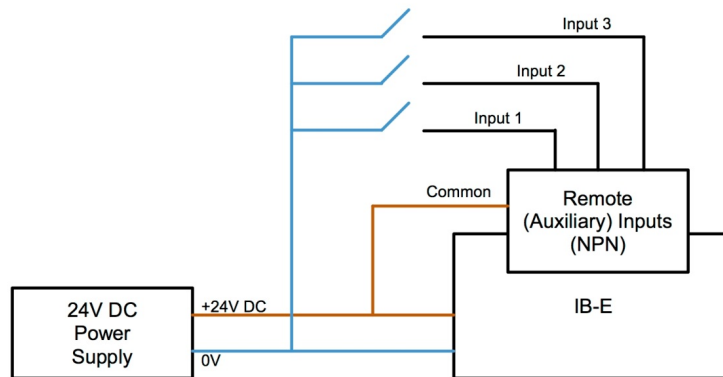 Input 3
Input 2
Input 1
Common
Remote
(Auxiliary) Inputs
(NPN)
IB-E
+24V DC
24V DC
Power
Supply
0V